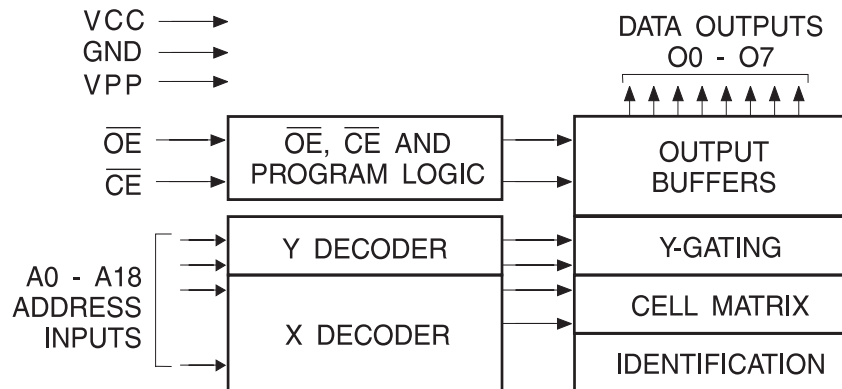 VCC
GND
VPP
OE
CE
OE, CE AND
PROGRAM LOGIC
A0 - A18
ADDRESS
INPUTS
Y DECODER
X DECODER
DATA OUTPUTS
O0 - O7
OUTPUT
BUFFERS
Y-GATING
CELL MATRIX
IDENTIFICATION